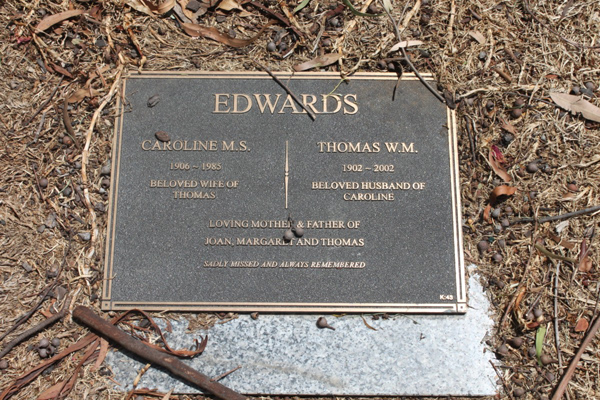 EDWARDS
CAROLINE M.S.
1906 ~ 1985
BELOVED WIFE OF
THOMAS
THOMAS W.M.
1902 ~ 2002
BELOVED HUSBAND OF
CAROLINE
LOVING MOTHER & FATHER OF
JOAN, MARGARET AND THOMAS
SADLY MISSED AND ALWAYS REMEMBERED
K:43